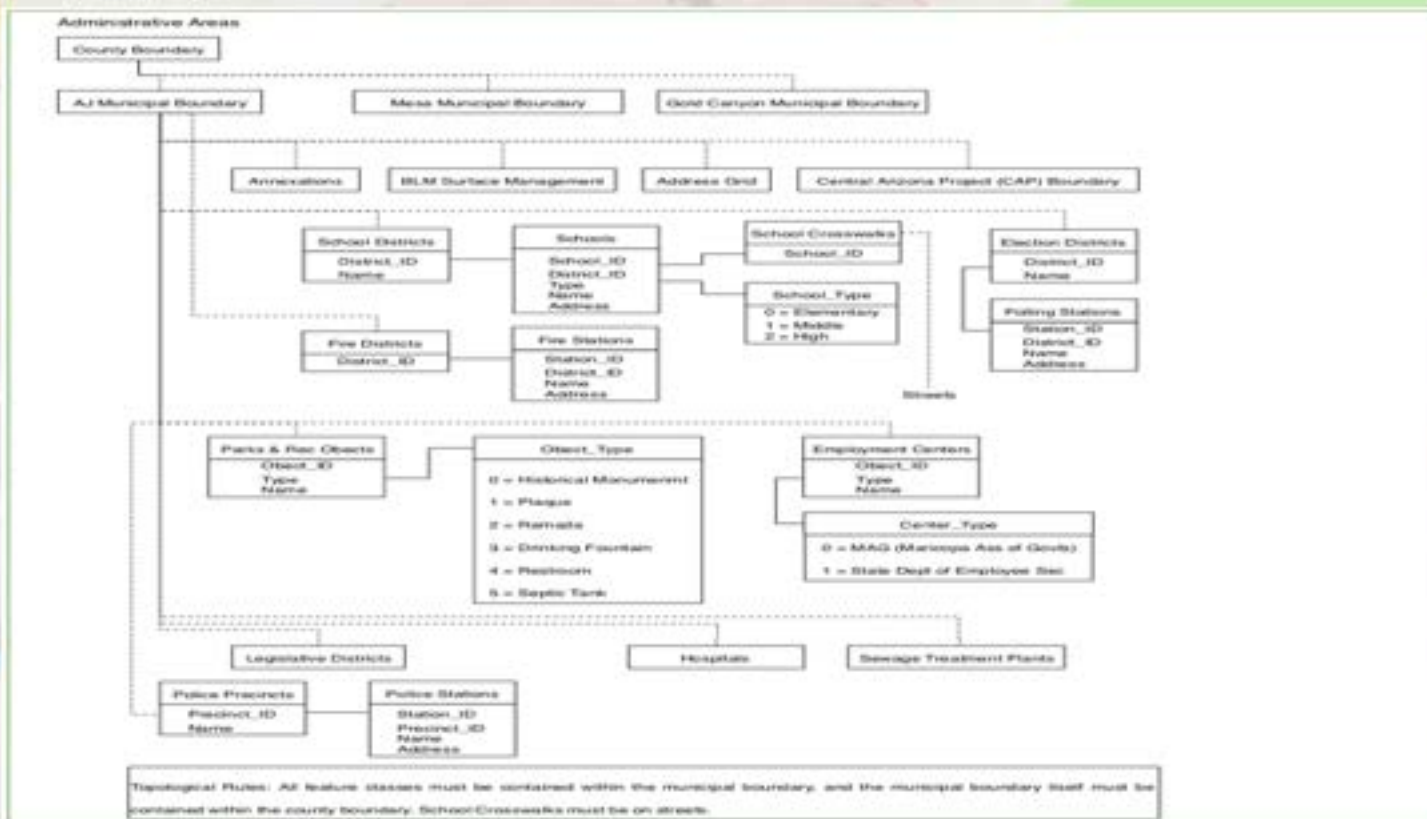 Administrative Areas
County Boundary
AJ Municipal Boundary
Mesa Municipal Boundary
Gold Canyon Municipal Boundary
Annexations
BLM Surface Management
Address Grid
Central Arizona Project (CAP) Boundary
School Districts
District_ID
Name
Schools
School_ID
District_ID
Type
Name
Address
School Crosswalks
School_ID
School_Type
0 = Elementary
1 = Middle
2 = High
Election Districts
District_ID
Name
Polling Stations
Station_ID
District_ID
Name
Address
Fire Districts
District_ID
Fire Stations
Station_ID
District_ID
Name
Address
Streets
Parks & Rec Obects
Obect_ID
Type
Name
Obect_Type
0 = Historical Monumenmt
1 = Plaque
2 = Ramada
3 = Drinking Fountain
4 = Restroom
5 = Septic Tank
Employment Centers
Obect_ID
Type
Name
Center_Type
0 = MAG (Maricopa Ass of Govts)
1 = State Dept of Employee Sec
Legislative Districts
Hospitals
Sewage Treatment Plants
Police Precincts
Precinct_ID
Name
Police Stations
Station_ID
Precinct_ID
Name
Address
Topological Rules: All feature classes must be contained within the municipal boundary, and the municipal boundary itself must be
contained within the county boundary. School Crosswalks must be on streets.